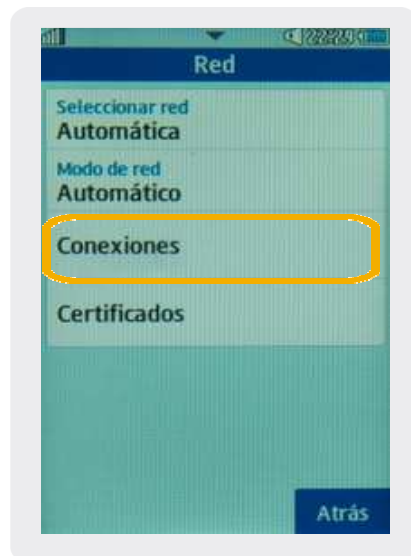 Red
Seleccionar red
Automática
Modo de red
Automático
Conexiones
Certificados
Atrás